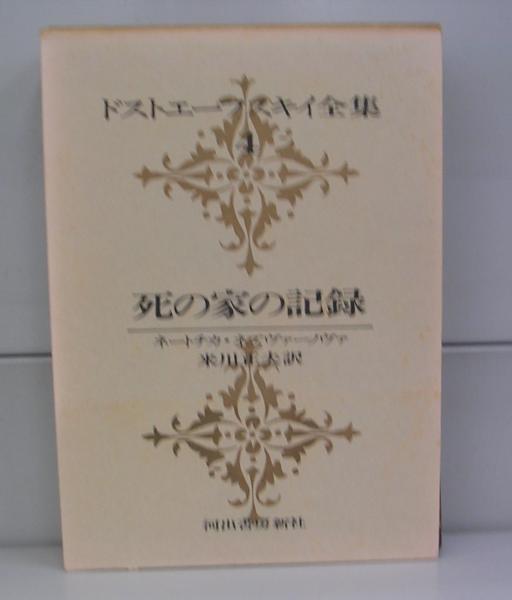 ドストエーフスキイ全集
4
死の家の記録
ネートチカ・ネズヴァーノヴァ
米川正夫訳
河出書房新社